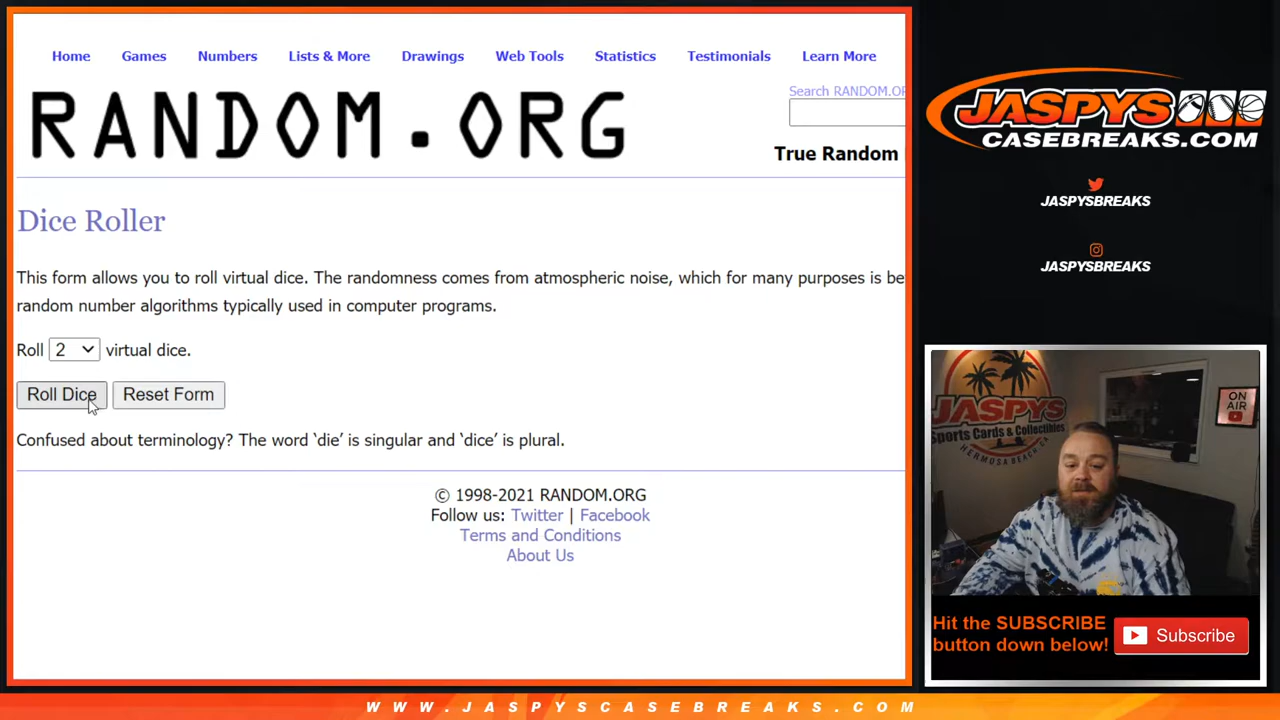 Home Games Numbers Lists & More Drawings Web Tools Statistics Testimonials Learn More
RANDOM.ORG
Search RANDOM.OR
True Random
Dice Roller
This form allows you to roll virtual dice. The randomness comes from atmospheric noise, which for many purposes is be
random number algorithms typically used in computer programs.
Roll 2 virtual dice.
Roll Dice Reset Form
Confused about terminology? The word ‘die’ is singular and ‘dice’ is plural.
© 1998-2021 RANDOM.ORG
Follow us: Twitter | Facebook
Terms and Conditions
About Us
JASPYS
CASEBREAKS.COM
JASPYSBREAKS
JASPYSBREAKS
JASPYS
Sports Cards & Collectibles
HERMOSA BEACH, CA
ON
AIR
Hit the SUBSCRIBE
button down below!
Subscribe
WWW.JASPYSCASEBREAKS.COM